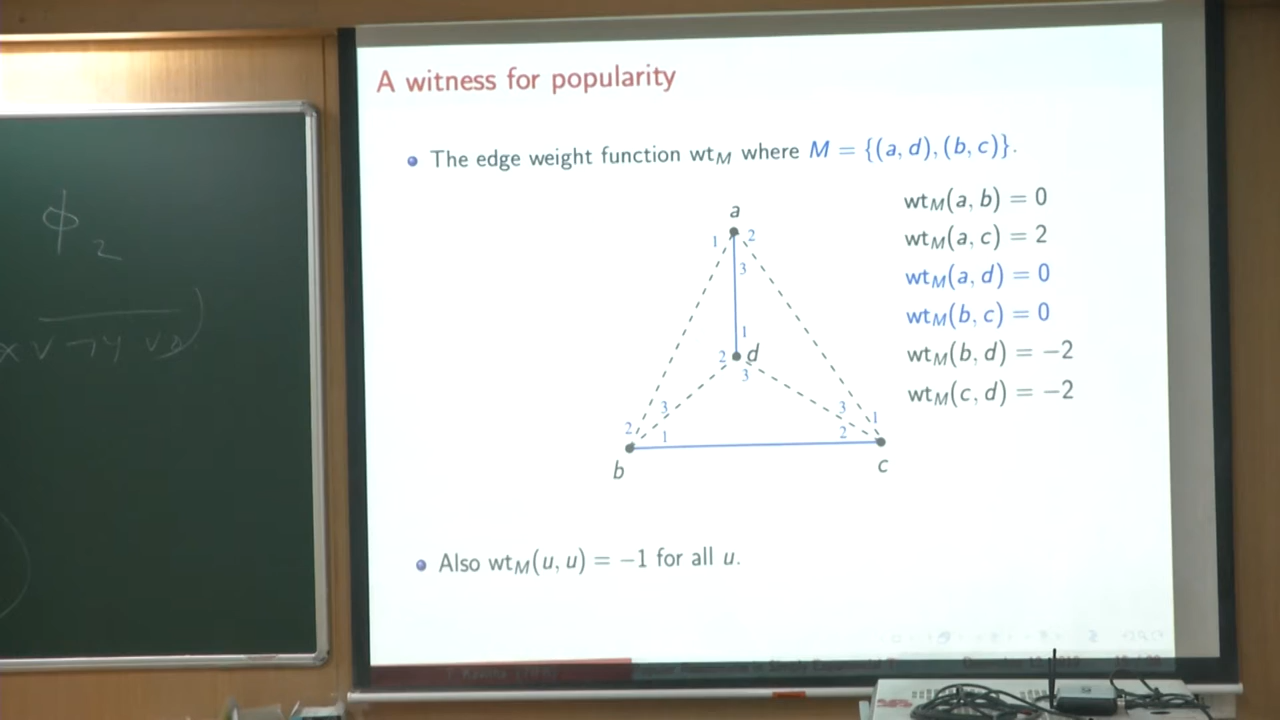 A witness for popularity
The edge weight function wt_M where M = {(a, d), (b, c)}.
wt_M(a, b) = 0
wt_M(a, c) = 2
wt_M(a, d) = 0
wt_M(b, c) = 0
wt_M(b, d) = −2
wt_M(c, d) = −2
a
1 2
3
1
2 d
3
3 3 1
2 1 2
b c
Also wt_M(u, u) = −1 for all u.
ϕ_2